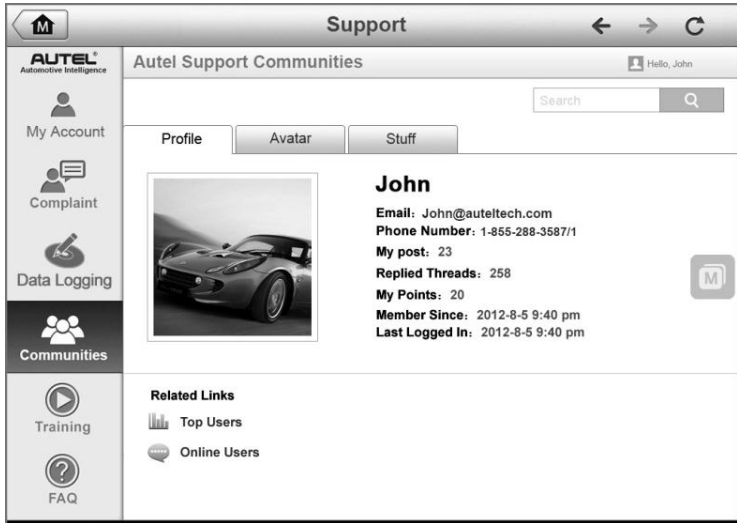 M
Support
AUTEL®
Automotive Intelligence
Autel Support Communities
Hello, John
Search
My Account
Complaint
Data Logging
Communities
Training
FAQ
Profile
Avatar
Stuff
John
Email: John@auteltech.com
Phone Number: 1-855-288-3587/1
My post: 23
Replied Threads: 258
My Points: 20
Member Since: 2012-8-5 9:40 pm
Last Logged In: 2012-8-5 9:40 pm
M
Related Links
Top Users
Online Users